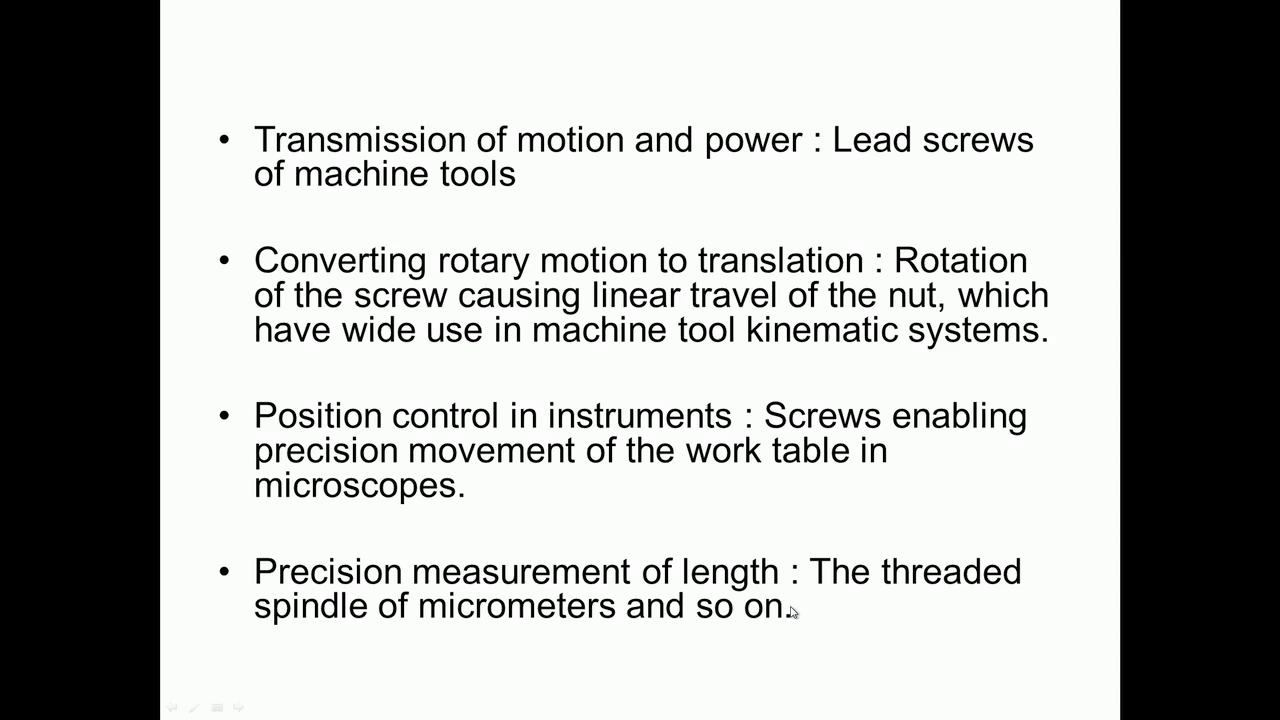 • Transmission of motion and power : Lead screws
of machine tools
• Converting rotary motion to translation : Rotation
of the screw causing linear travel of the nut, which
have wide use in machine tool kinematic systems.
• Position control in instruments : Screws enabling
precision movement of the work table in
microscopes.
• Precision measurement of length : The threaded
spindle of micrometers and so on.